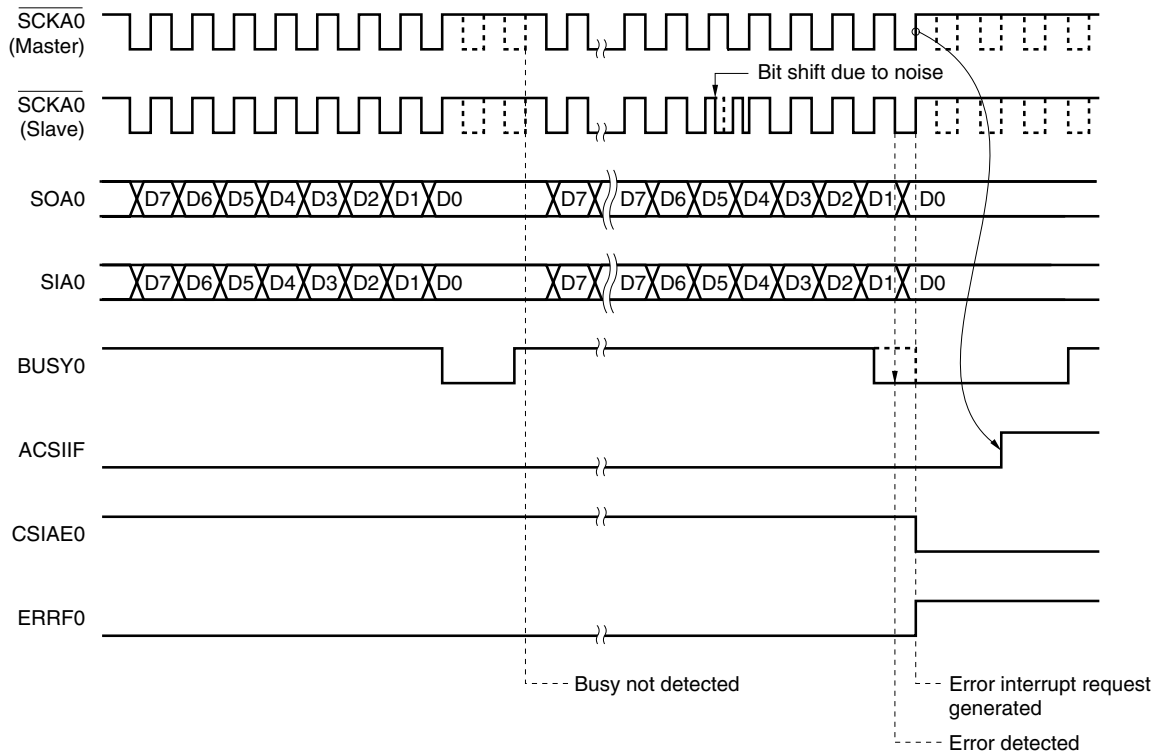 SCKA0
(Master)
Bit shift due to noise
SCKA0
(Slave)
SOA0 D7 D6 D5 D4 D3 D2 D1 D0 D7 D7 D6 D5 D4 D3 D2 D1 D0
SIA0 D7 D6 D5 D4 D3 D2 D1 D0 D7 D7 D6 D5 D4 D3 D2 D1 D0
BUSY0
ACSIIF
CSIAE0
ERRF0
Busy not detected
Error interrupt request
generated
Error detected